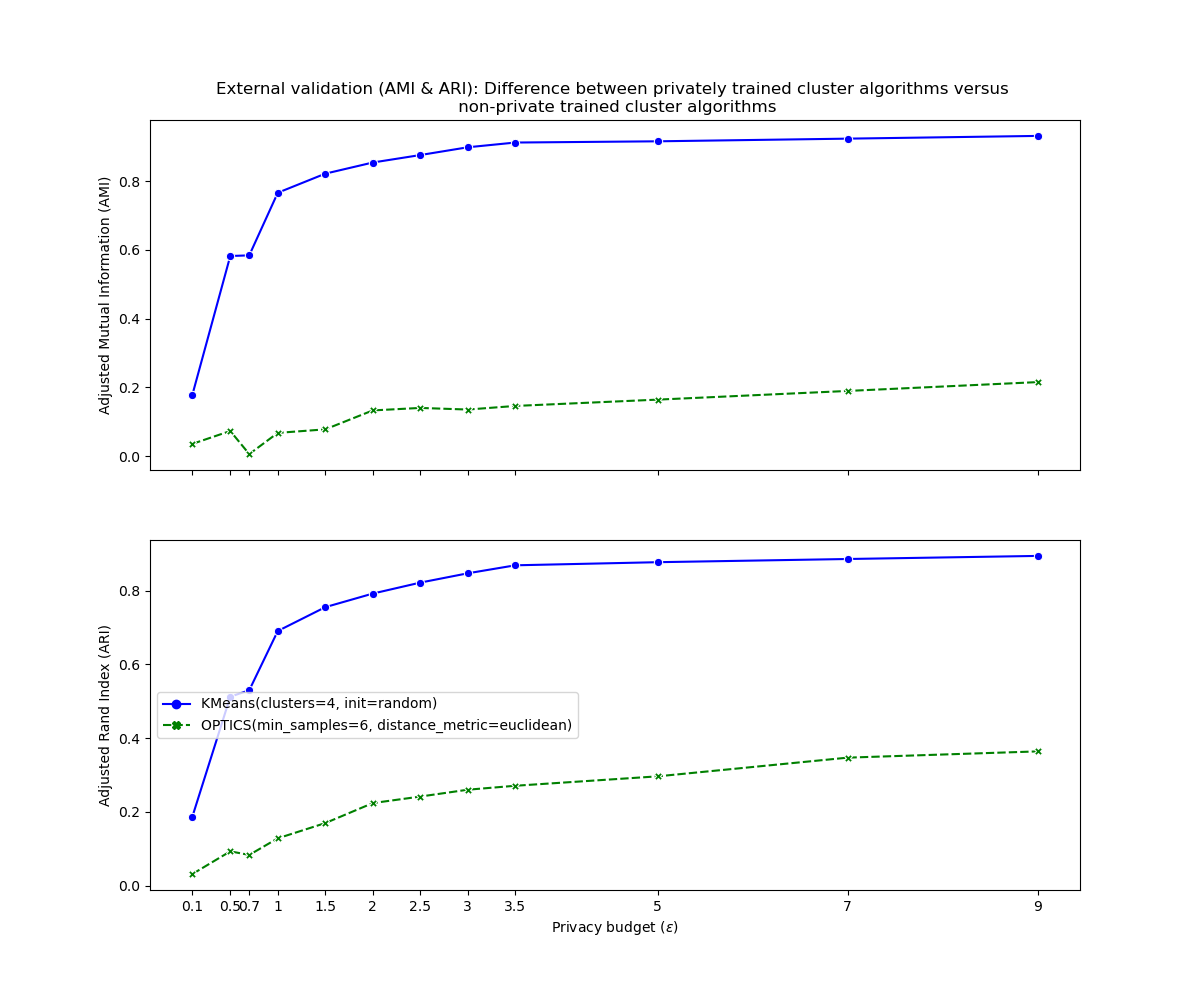 External validation (AMI & ARI): Difference between privately trained cluster algorithms versus
non-private trained cluster algorithms
Adjusted Mutual Information (AMI)
0.8
0.6
0.4
0.2
0.0
Adjusted Rand Index (ARI)
0.8
0.6
0.4
0.2
0.0
KMeans(clusters=4, init=random)
OPTICS(min_samples=6, distance_metric=euclidean)
0.1 0.5 0.7 1 1.5 2 2.5 3 3.5 5 7 9
Privacy budget (ε)